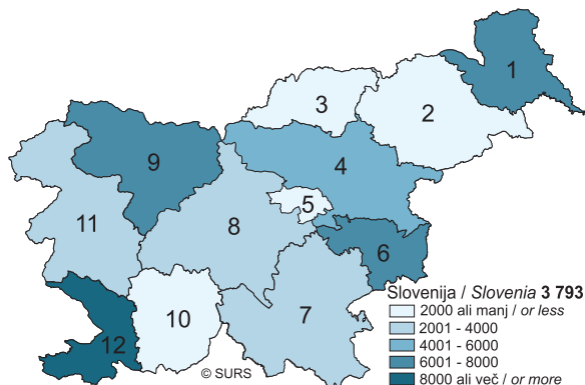 1
2
3
4
5
6
7
8
9
10
11
12
© SURS
Slovenija / Slovenia 3 793
2000 ali manj / or less
2001 - 4000
4001 - 6000
6001 - 8000
8000 ali več / or more